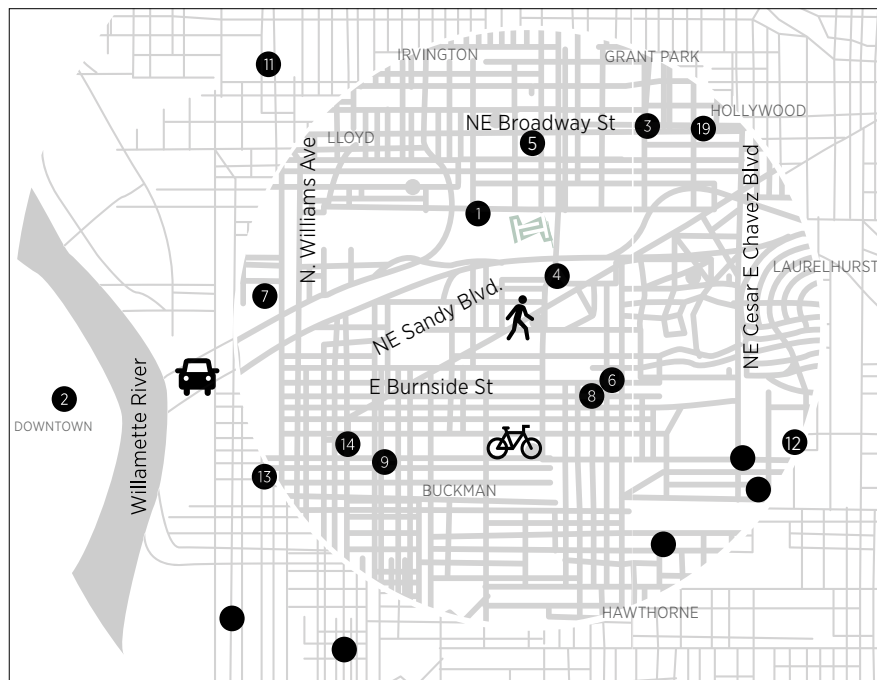 IRVINGTON
GRANT PARK
11
HOLLYWOOD
NE Broadway St
3
19
LLOYD
5
N. Williams Ave
NE Cesar E Chavez Blvd
1
LAURELHURST
4
7
NE Sandy Blvd.
Willamette River
E Burnside St
6
8
2
DOWNTOWN
14
12
9
13
BUCKMAN
HAWTHORNE